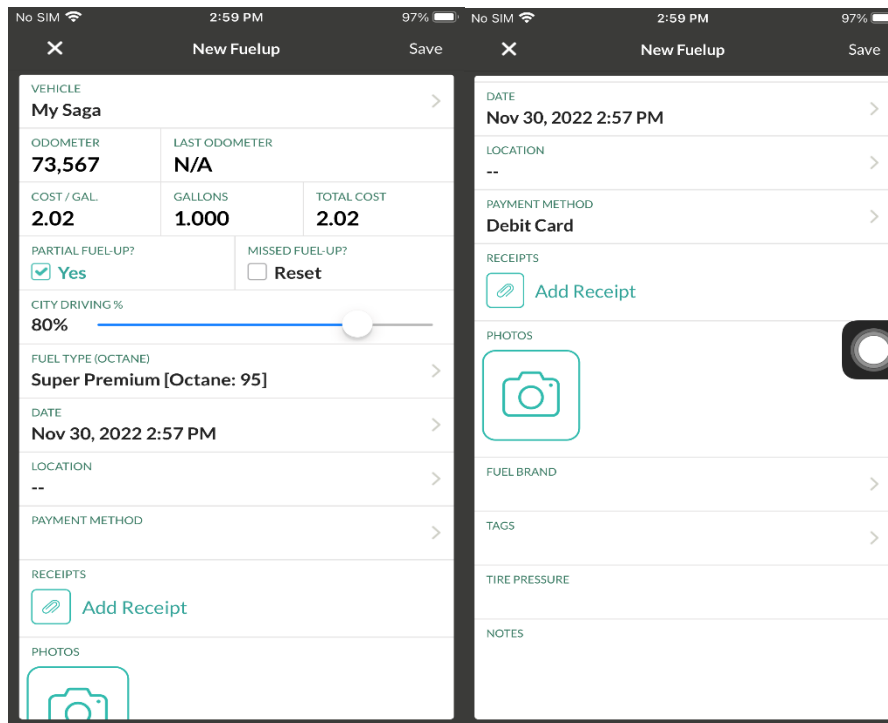 No SIM 2:59 PM 97%
New Fuelup Save
VEHICLE
My Saga
ODOMETER LAST ODOMETER
73,567 N/A
COST / GAL. GALLONS TOTAL COST
2.02 1.000 2.02
PARTIAL FUEL-UP? MISSED FUEL-UP?
Yes Reset
CITY DRIVING %
80%
FUEL TYPE (OCTANE)
Super Premium [Octane: 95]
DATE
Nov 30, 2022 2:57 PM
LOCATION
--
PAYMENT METHOD
RECEIPTS
Add Receipt
PHOTOS
No SIM 2:59 PM 97%
New Fuelup Save
DATE
Nov 30, 2022 2:57 PM
LOCATION
--
PAYMENT METHOD
Debit Card
RECEIPTS
Add Receipt
PHOTOS
FUEL BRAND
TAGS
TIRE PRESSURE
NOTES